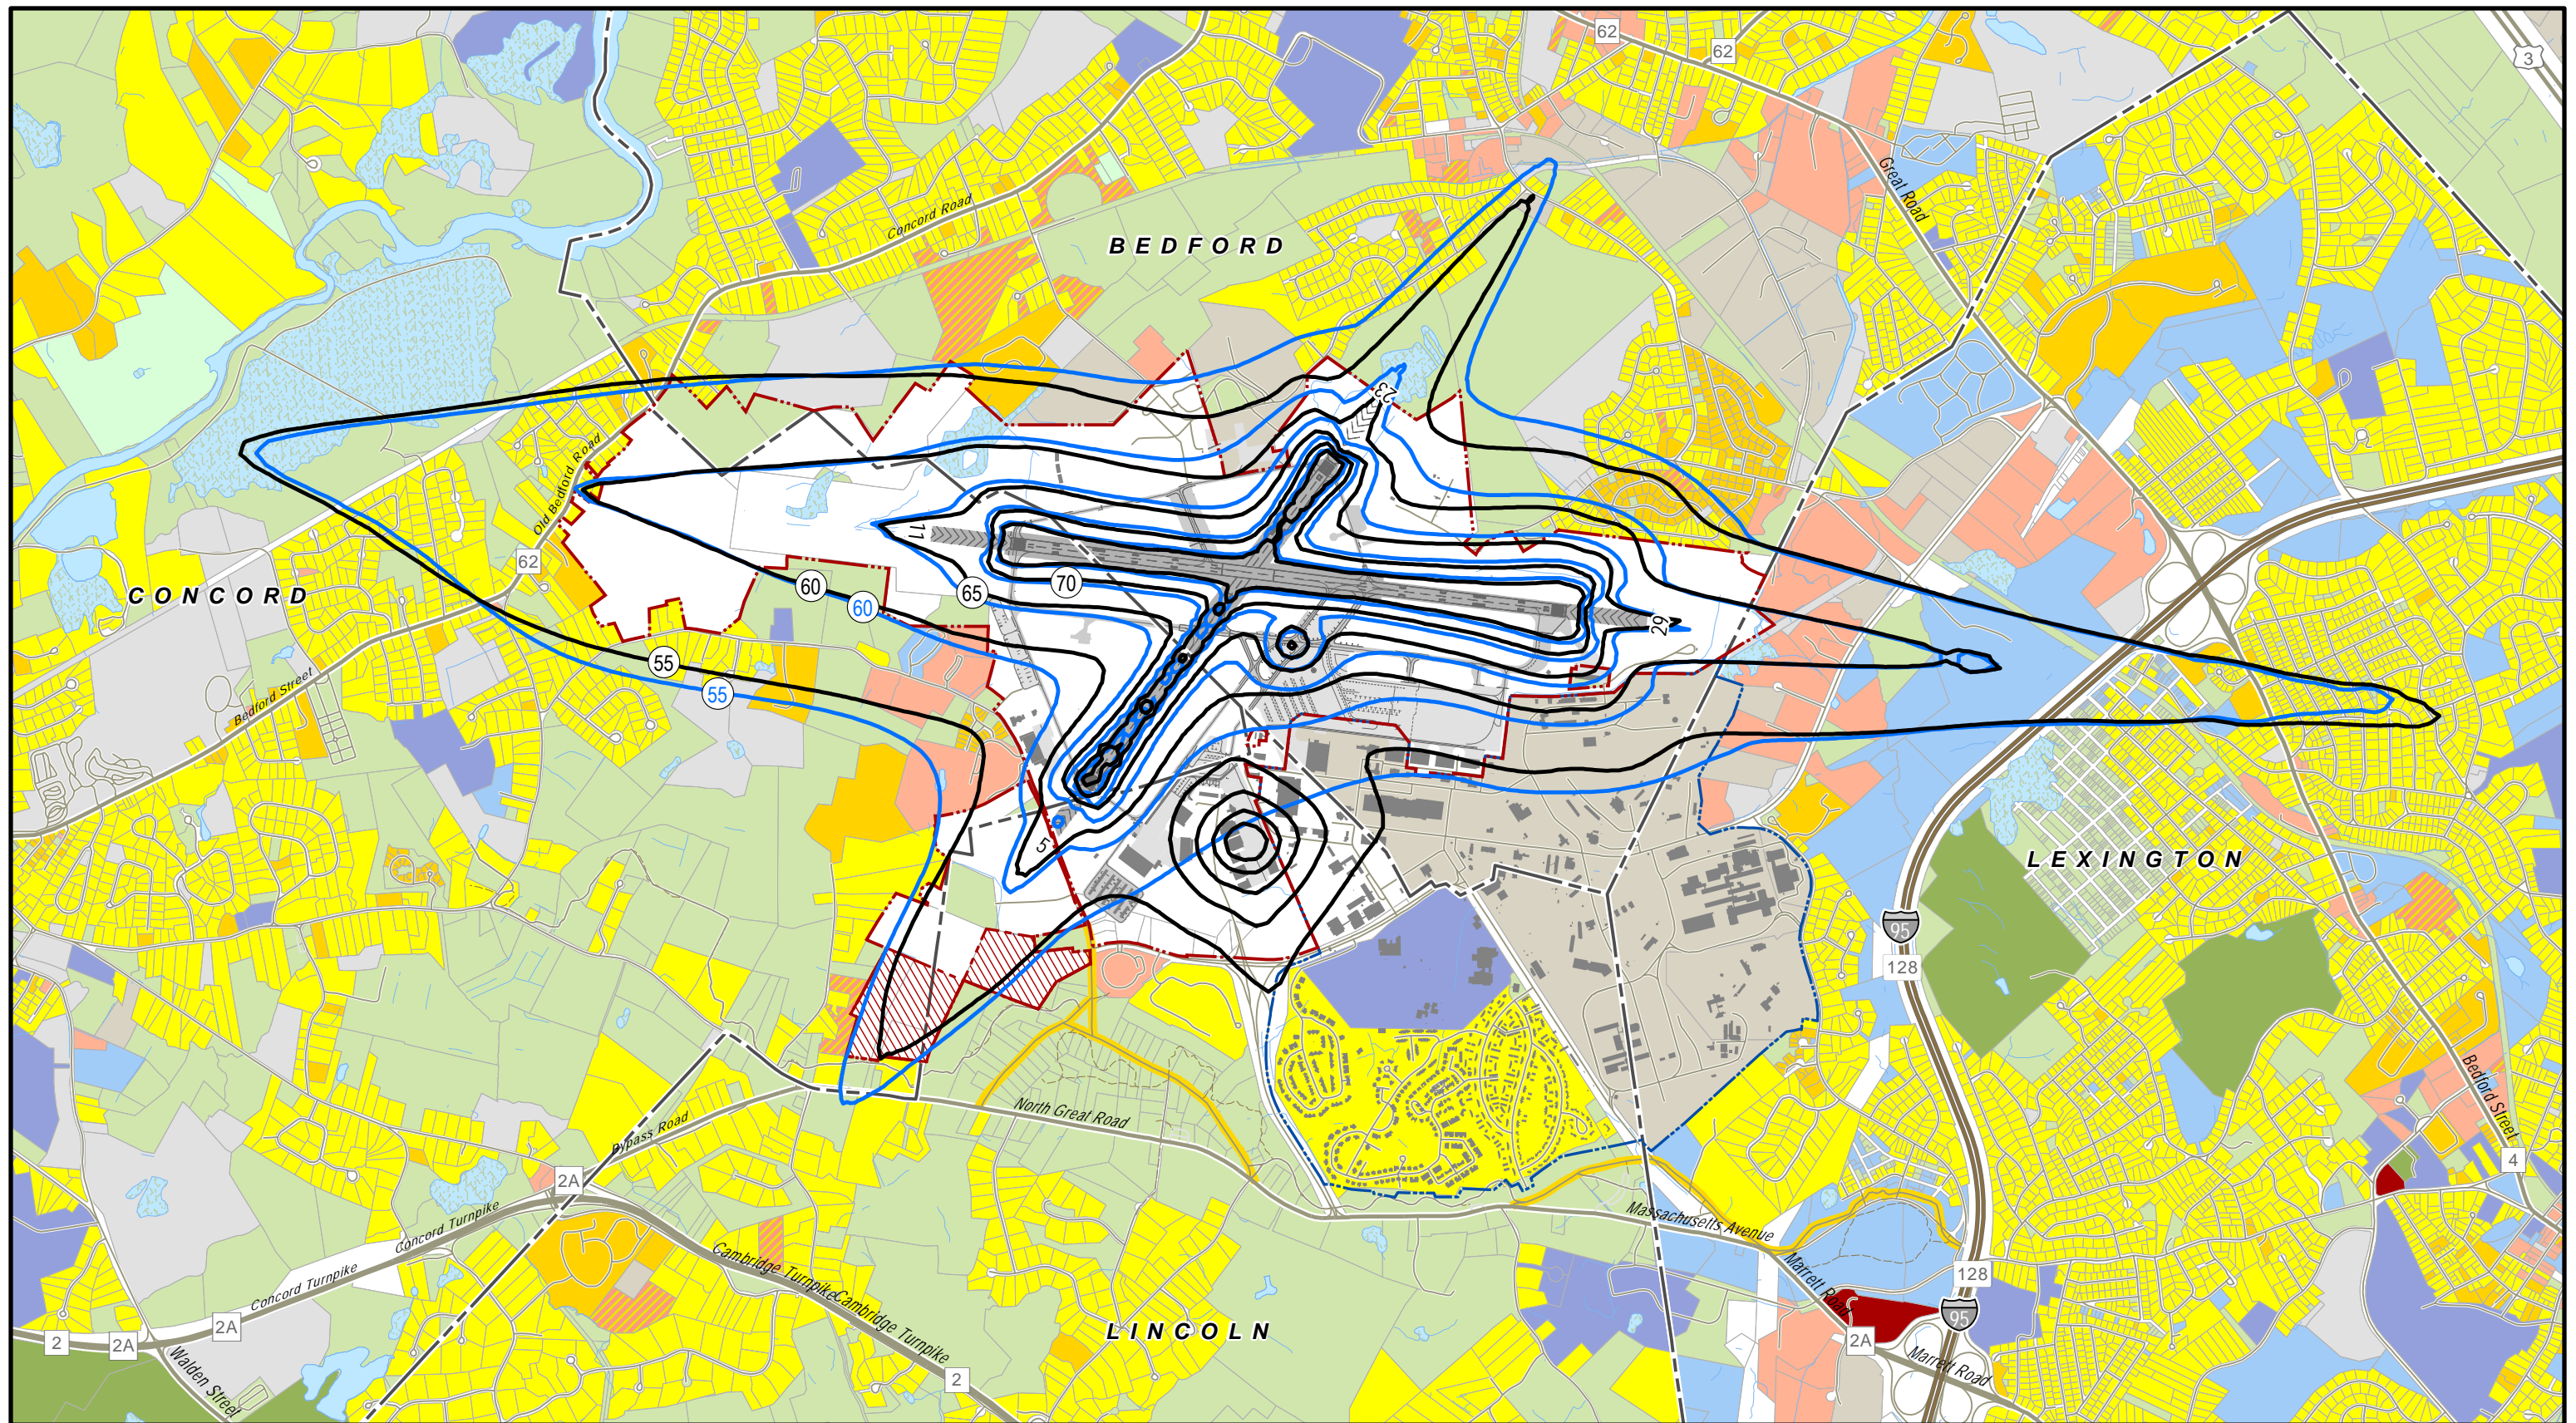 62
62
3
Great Road
Concord Road
BEDFORD
23
Old Bedford Road
11
62
CONCORD
60
60
65
70
29
55
55
Bedford Street
5
LEXINGTON
95
128
North Great Road
Bypass Road
Bedford Street
4
2A
Concord Turnpike
Massachusetts Avenue
Cambridge Turnpike
Cambridge Turnpike
Concord Turnpike
Marrett Road
128
95
2A
2
2A
2A
LINCOLN
Marrett Road
Walden Street
2